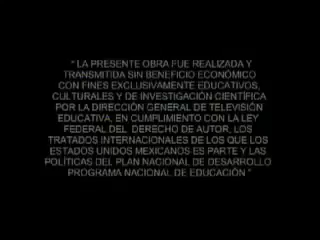 " LA PRESENTE OBRA FUE REALIZADA Y
TRANSMITIDA SIN BENEFICIO ECONÓMICO
CON FINES EXCLUSIVAMENTE EDUCATIVOS,
CULTURALES Y DE INVESTIGACIÓN CIENTÍFICA
POR LA DIRECCIÓN GENERAL DE TELEVISIÓN
EDUCATIVA, EN CUMPLIMIENTO CON LA LEY
FEDERAL DEL DERECHO DE AUTOR, LOS
TRATADOS INTERNACIONALES DE LOS QUE LOS
ESTADOS UNIDOS MEXICANOS ES PARTE Y LAS
POLÍTICAS DEL PLAN NACIONAL DE DESARROLLO
PROGRAMA NACIONAL DE EDUCACIÓN "